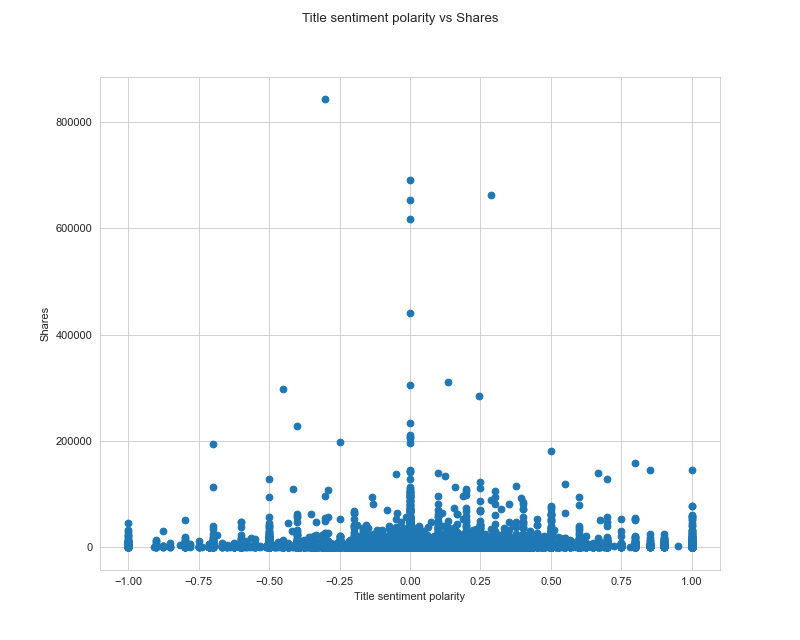 Title sentiment polarity vs Shares
800000
600000
400000
200000
0
Shares
−1.00 −0.75 −0.50 −0.25 0.00 0.25 0.50 0.75 1.00
Title sentiment polarity